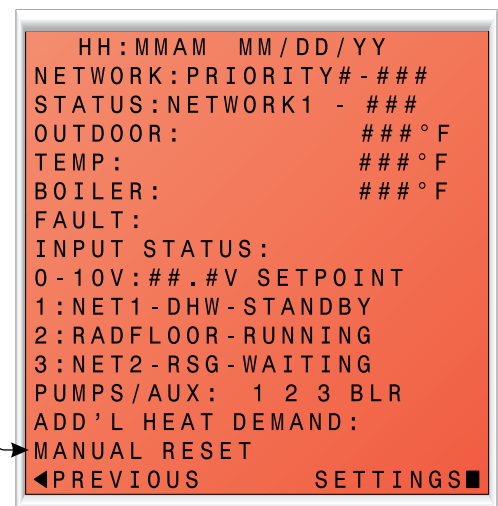 HH:MMAM MM/DD/YY
NETWORK:PRIORITY#-###
STATUS:NETWORK1 - ###
OUTDOOR: ###°F
TEMP: ###°F
BOILER: ###°F
FAULT:
INPUT STATUS:
0-10V:##.#V SETPOINT
1:NET1-DHW-STANDBY
2:RADFLOOR-RUNNING
3:NET2-RSG-WAITING
PUMPS/AUX: 1 2 3 BLR
ADD'L HEAT DEMAND:
MANUAL RESET
◀PREVIOUS SETTINGS■